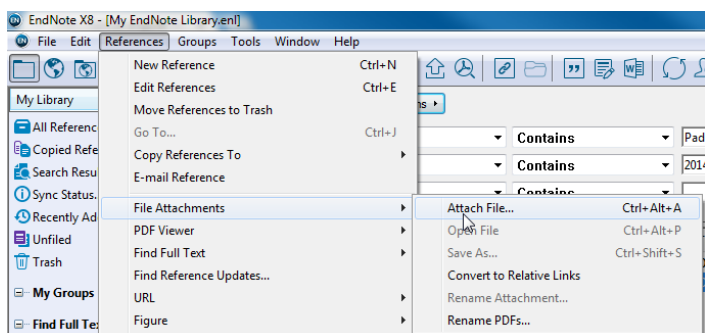 EndNote X8 - [My EndNote Library.enl]
File Edit References Groups Tools Window Help
New Reference Ctrl+N
Edit References Ctrl+E
Move References to Trash
Go To... Ctrl+J
Copy References To
E-mail Reference
File Attachments
PDF Viewer
Find Full Text
Find Reference Updates...
URL
Figure
Attach File... Ctrl+Alt+A
Open File Ctrl+Alt+P
Save As... Ctrl+Shift+S
Convert to Relative Links
Rename Attachment...
Rename PDFs...
My Library
All Referenc
Copied Refe
Search Resu
Sync Status.
Recently Ad
Unfiled
Trash
My Groups
Find Full Te
ns
Contains Pad
Contains 2014
Contains